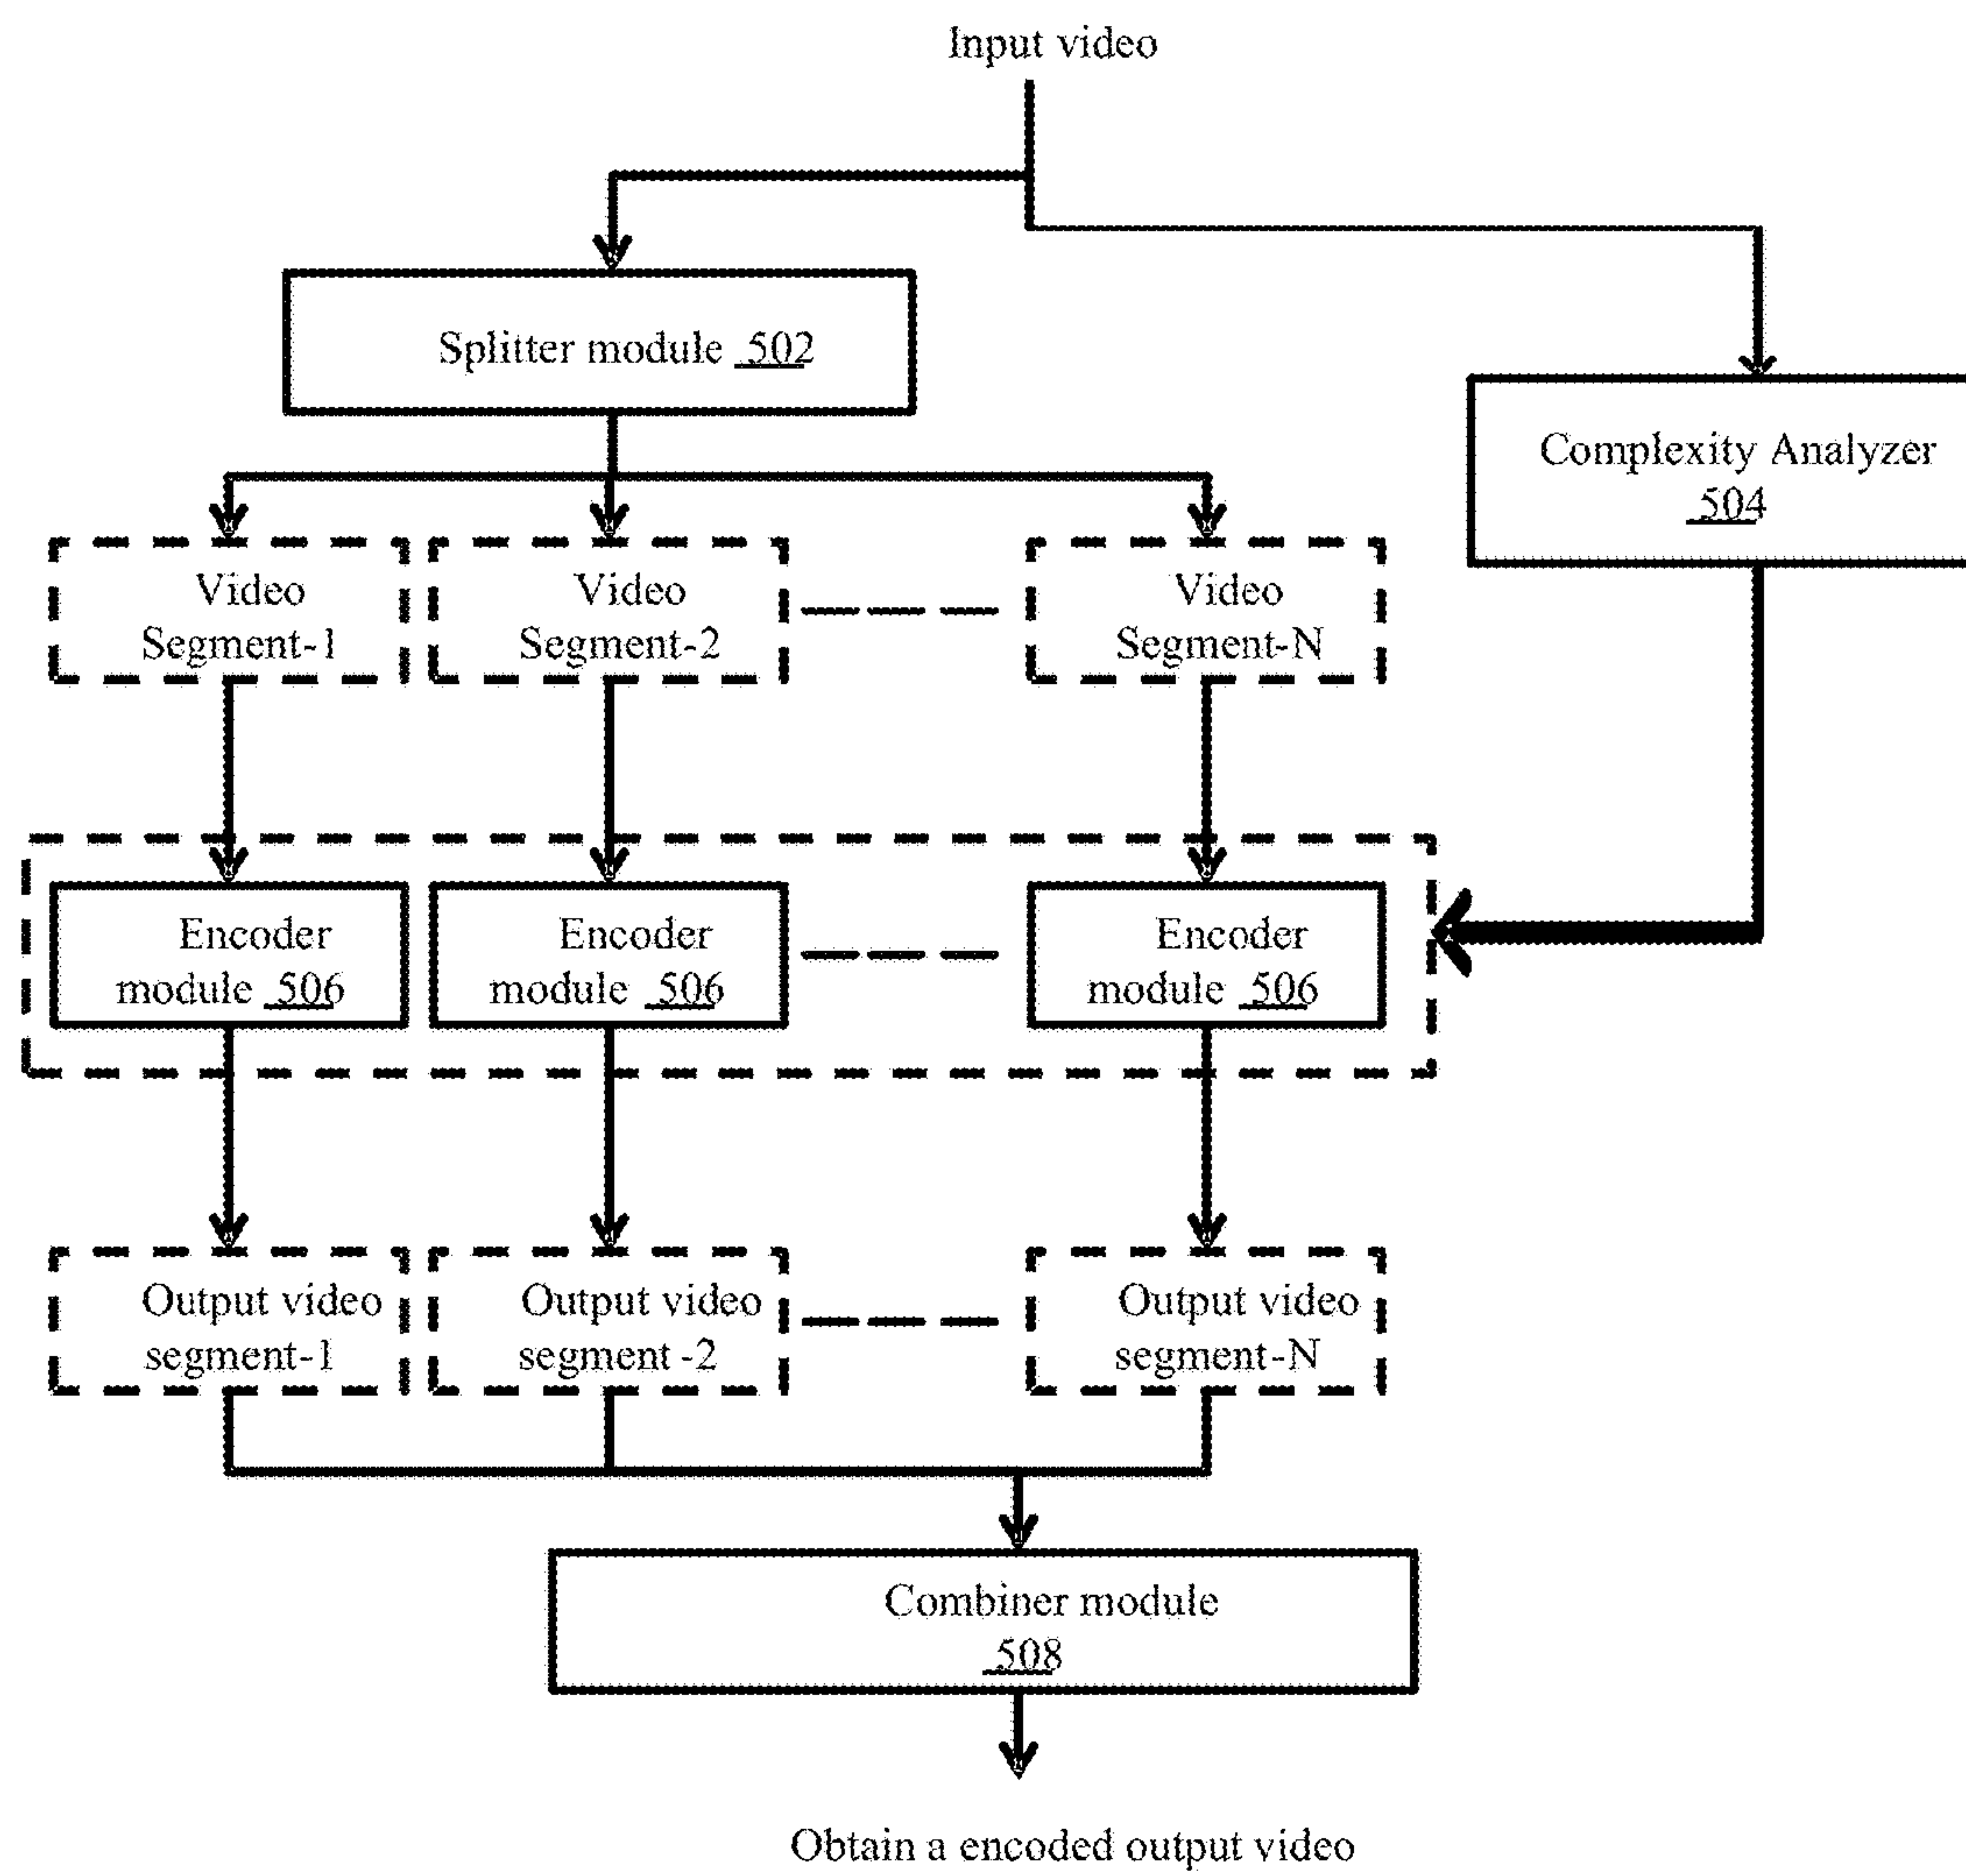 Input video
Splitter module 502
Complexity Analyzer
504
Video
Segment-1
Video
Segment-2
Video
Segment-N
Encoder
module 506
Encoder
module 506
Encoder
module 506
Output video
segment-1
Output video
segment -2
Output video
segment-N
Combiner module
508
Obtain a encoded output video